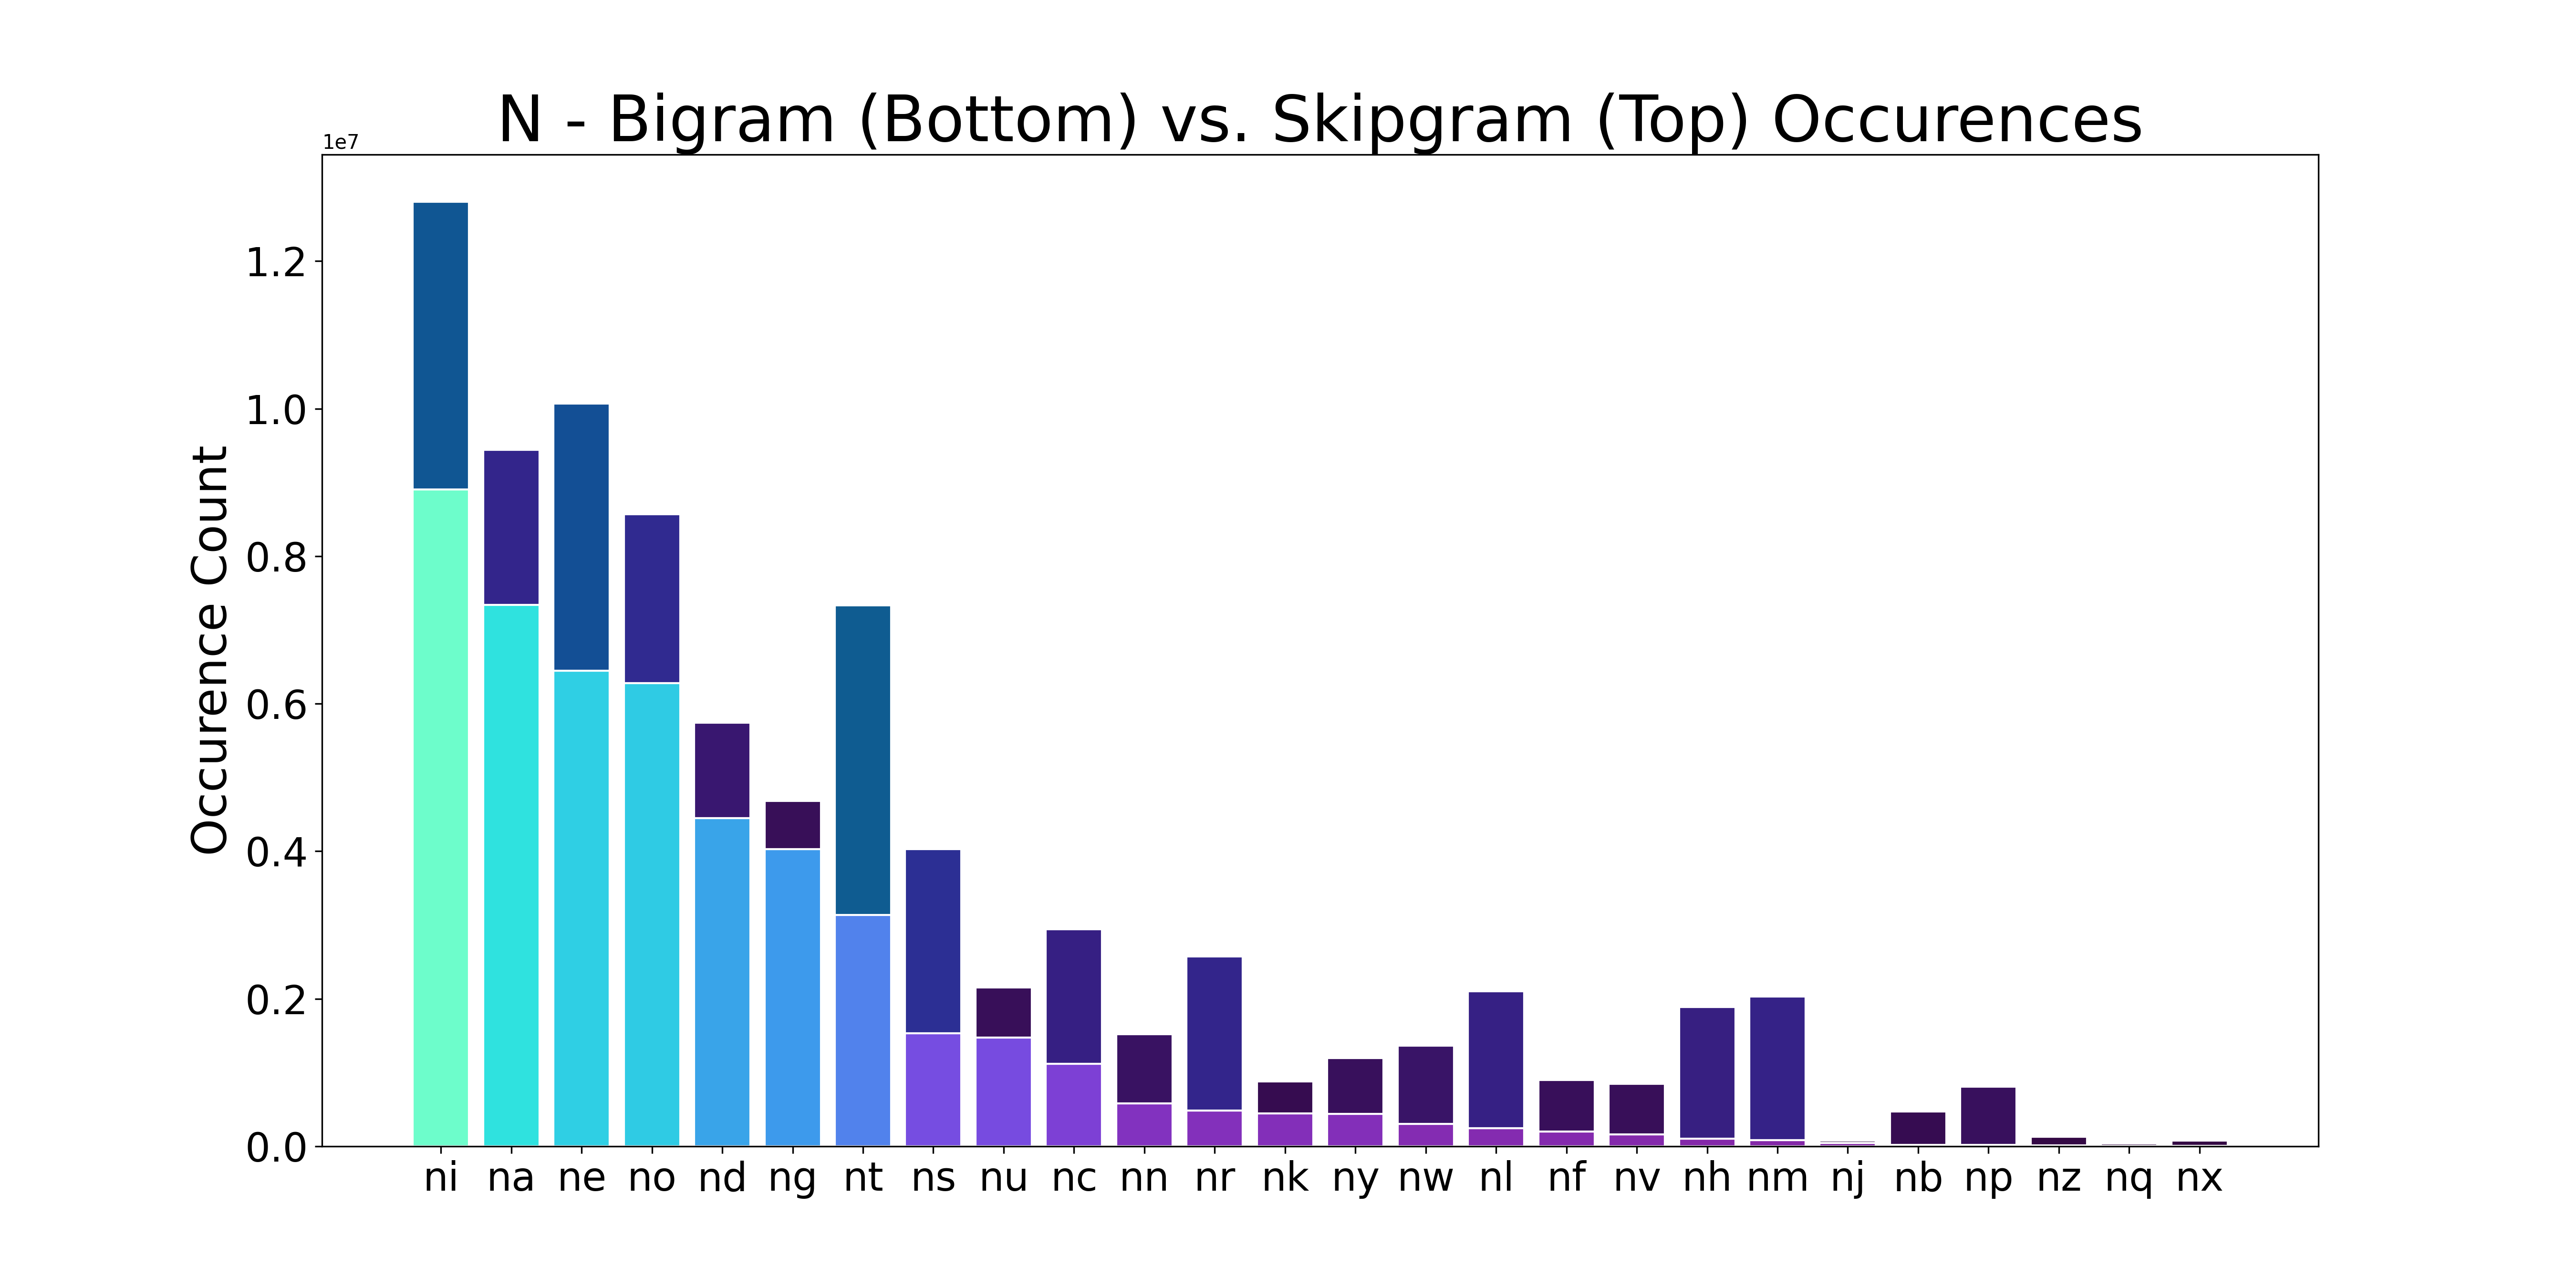 N - Bigram (Bottom) vs. Skipgram (Top) Occurences
1e7
Occurence Count
1.2
1.0
0.8
0.6
0.4
0.2
0.0
ni na ne no nd ng nt ns nu nc nn nr nk ny nw nl nf nv nh nm nj nb np nz nq nx